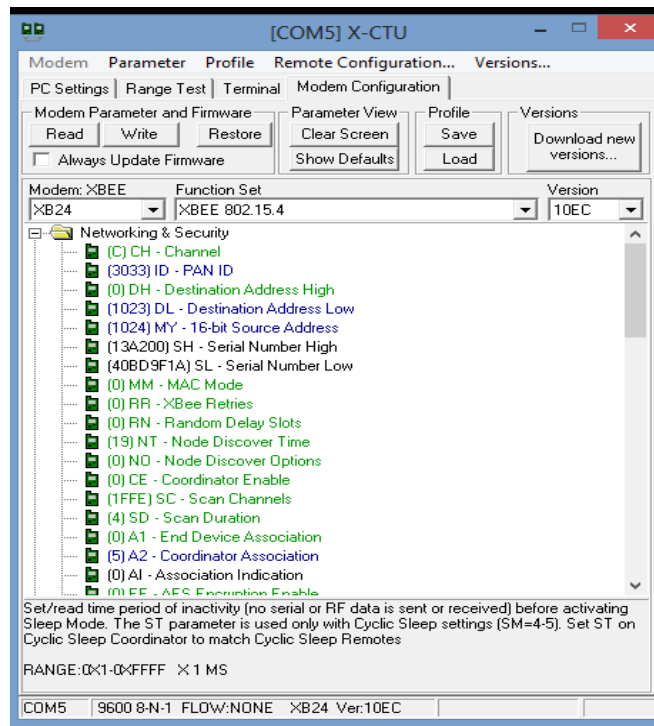 [COM5] X-CTU
Modem Parameter Profile Remote Configuration... Versions...
PC Settings Range Test Terminal Modem Configuration
Modem Parameter and Firmware Parameter View Profile Versions
Read Write Restore Clear Screen Save Download new versions...
Always Update Firmware Show Defaults Load
Modem: XBEE Function Set Version
XB24 XBEE 802.15.4 10EC
Networking & Security
(C) CH - Channel
(3033) ID - PAN ID
(0) DH - Destination Address High
(1023) DL - Destination Address Low
(1024) MY - 16-bit Source Address
(13A200) SH - Serial Number High
(40BD9F1A) SL - Serial Number Low
(0) MM - MAC Mode
(0) RR - XBee Retries
(0) RN - Random Delay Slots
(19) NT - Node Discover Time
(0) NO - Node Discover Options
(0) CE - Coordinator Enable
(1FFE) SC - Scan Channels
(4) SD - Scan Duration
(0) A1 - End Device Association
(5) A2 - Coordinator Association
(0) AI - Association Indication
(0) EE - AES Encryption Enable
Set/read time period of inactivity (no serial or RF data is sent or received) before activating
Sleep Mode. The ST parameter is used only with Cyclic Sleep settings (SM=4-5). Set ST on
Cyclic Sleep Coordinator to match Cyclic Sleep Remotes
RANGE:0X1-0XFFFF X 1 MS
COM5 9600 8-N-1 FLOW:NONE XB24 Ver:10EC